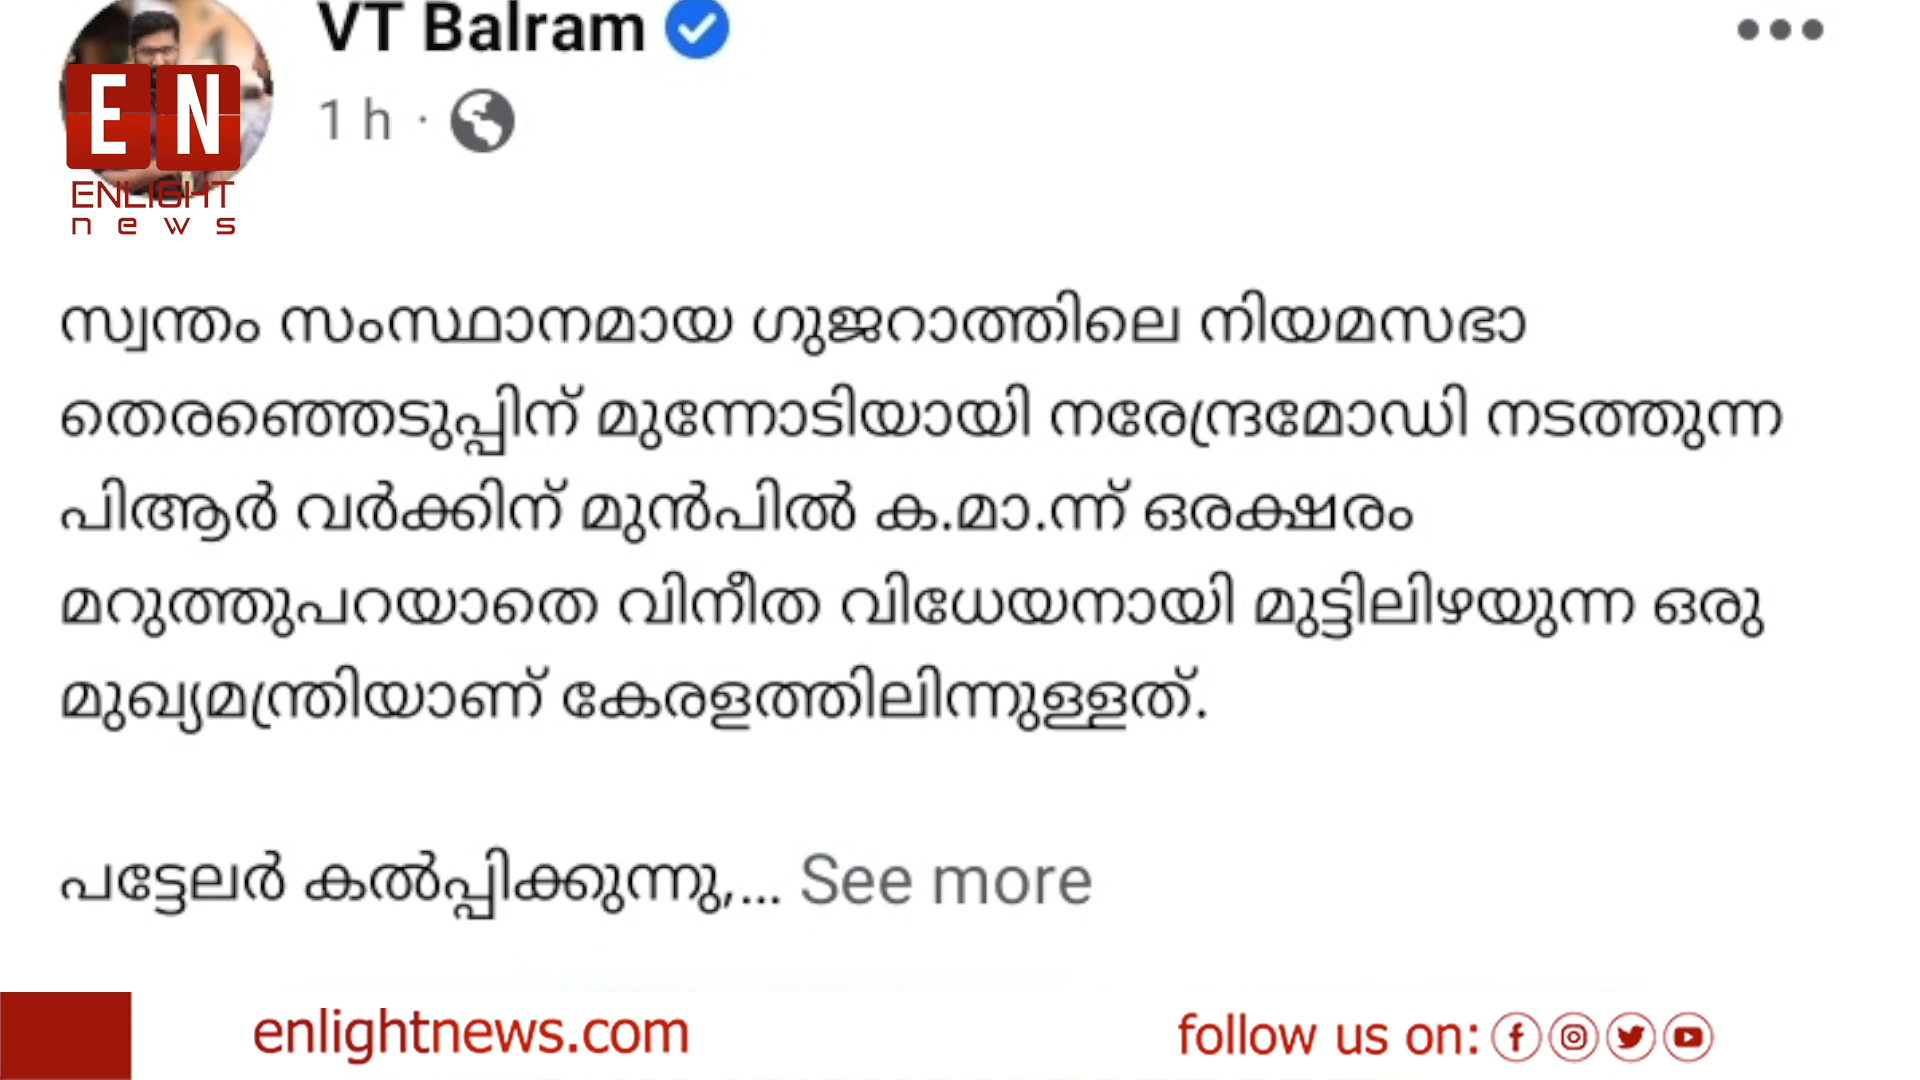 VT Balram
1 h ·
EN
ENLIGHT
news
സ്വന്തം സംസ്ഥാനമായ ഗുജറാത്തിലെ നിയമസഭാ
തെരഞ്ഞെടുപ്പിന് മുന്നോടിയായി നരേന്ദ്രമോഡി നടത്തുന്ന
പിആർ വർക്കിന് മുൻപിൽ ക.മാ.ന്ന് ഒരക്ഷരം
മറുത്തുപറയാതെ വിനീത വിധേയനായി മുട്ടിലിഴയുന്ന ഒരു
മുഖ്യമന്ത്രിയാണ് കേരളത്തിലിന്നുള്ളത്.
പട്ടേലർ കൽപ്പിക്കുന്നു,... See more
enlightnews.com
follow us on: